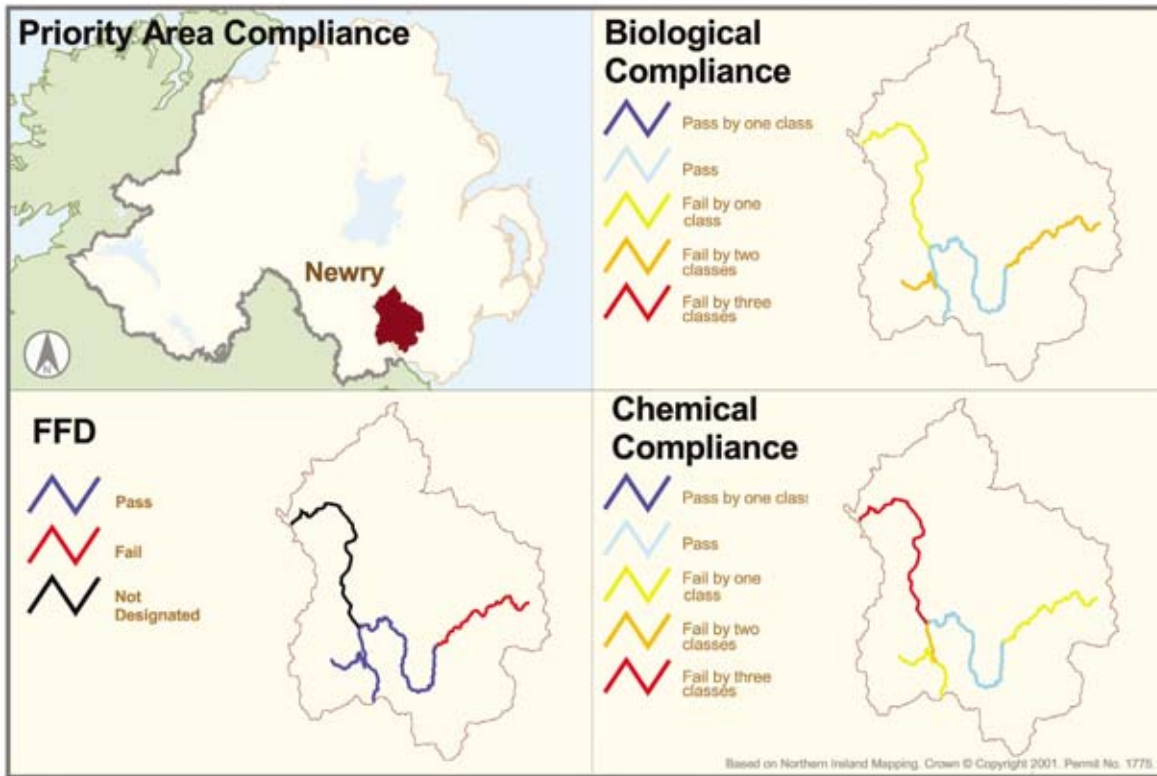 Priority Area Compliance
Newry
N
Biological
Compliance
Pass by one class
Pass
Fail by one
class
Fail by two
classes
Fail by three
classes
FFD
Pass
Fail
Not
Designated
Chemical
Compliance
Pass by one clas
Pass
Fail by one
class
Fail by two
classes
Fail by three
classes
Based on Northern Ireland Mapping. Crown © Copyright 2001. Permit No. 1775.